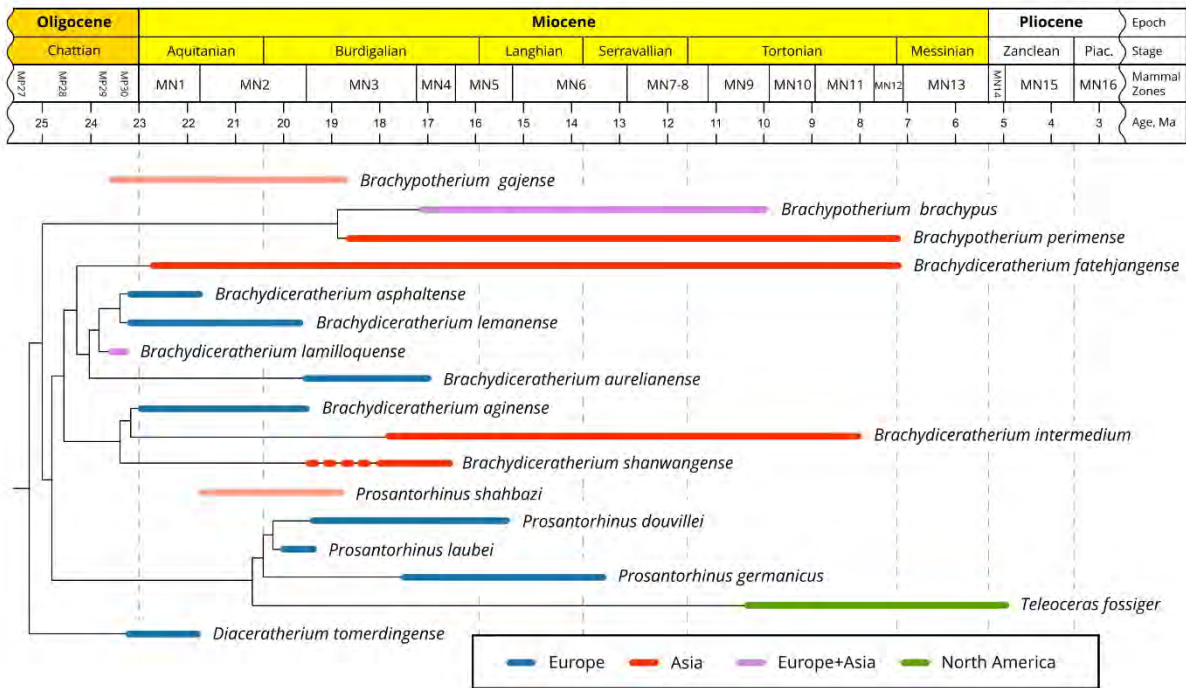 Oligocene Miocene Pliocene Epoch
Chattian Aquitanian Burdigalian Langhian Serravallian Tortonian Messinian Zanclean Piac. Stage
MP27 MP28 MP29 MP30 MN1 MN2 MN3 MN4 MN5 MN6 MN7-8 MN9 MN10 MN11 MN12 MN13 MN14 MN15 MN16 Mammal Zones
25 24 23 22 21 20 19 18 17 16 15 14 13 12 11 10 9 8 7 6 5 4 3 Age, Ma
Brachypotherium gajense
Brachypotherium brachypus
Brachypotherium perimense
Brachydiceratherium fatehjangense
Brachydiceratherium asphaltense
Brachydiceratherium lemanense
Brachydiceratherium lamilloquense
Brachydiceratherium aurelianense
Brachydiceratherium aginense
Brachydiceratherium intermedium
Brachydiceratherium shanwangense
Prosantorhinus shahbazi
Prosantorhinus douvillei
Prosantorhinus laubei
Prosantorhinus germanicus
Teleoceras fossiger
Diaceratherium tomerdingense
Europe Asia Europe+Asia North America